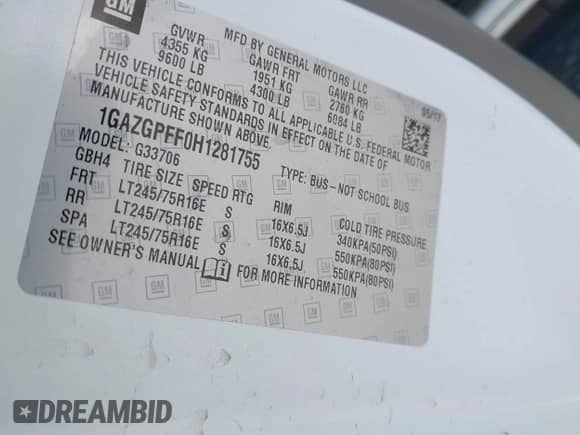 GM
MFD BY GENERAL MOTORS LLC
05/17
GVWR GAWR FRT GAWR RR
4355 KG 1951 KG 2760 KG
9600 LB 4300 LB 6084 LB
THIS VEHICLE CONFORMS TO ALL APPLICABLE U.S. FEDERAL MOTOR
VEHICLE SAFETY STANDARDS IN EFFECT ON THE DATE OF
MANUFACTURE SHOWN ABOVE.
1GAZGPFF0H1281755
TYPE: BUS-NOT SCHOOL BUS
MODEL: G33706
GBH4 TIRE SIZE SPEED RTG RIM COLD TIRE PRESSURE
FRT LT245/75R16E S 16X6.5J 340KPA(50PSI)
RR LT245/75R16E S 16X6.5J 550KPA(80PSI)
SPA LT245/75R16E S 16X6.5J 550KPA(80PSI)
SEE OWNER'S MANUAL FOR MORE INFORMATION
DREAMBID